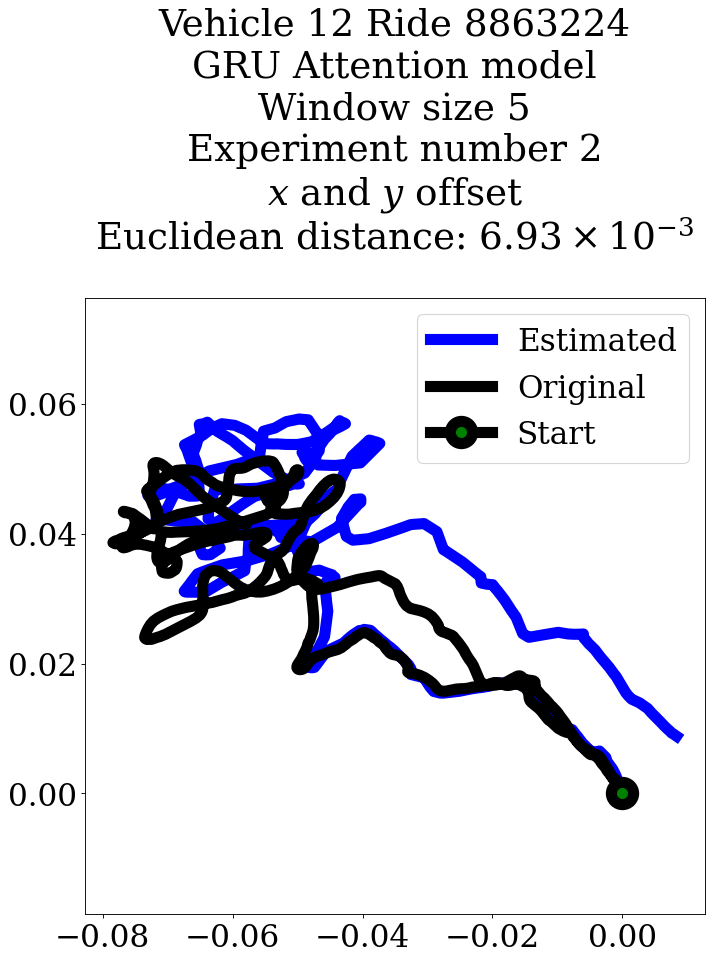 Vehicle 12 Ride 8863224
GRU Attention model
Window size 5
Experiment number 2
x and y offset
Euclidean distance: 6.93 × 10⁻³
Estimated
Original
Start
0.06
0.04
0.02
0.00
−0.08 −0.06 −0.04 −0.02 0.00